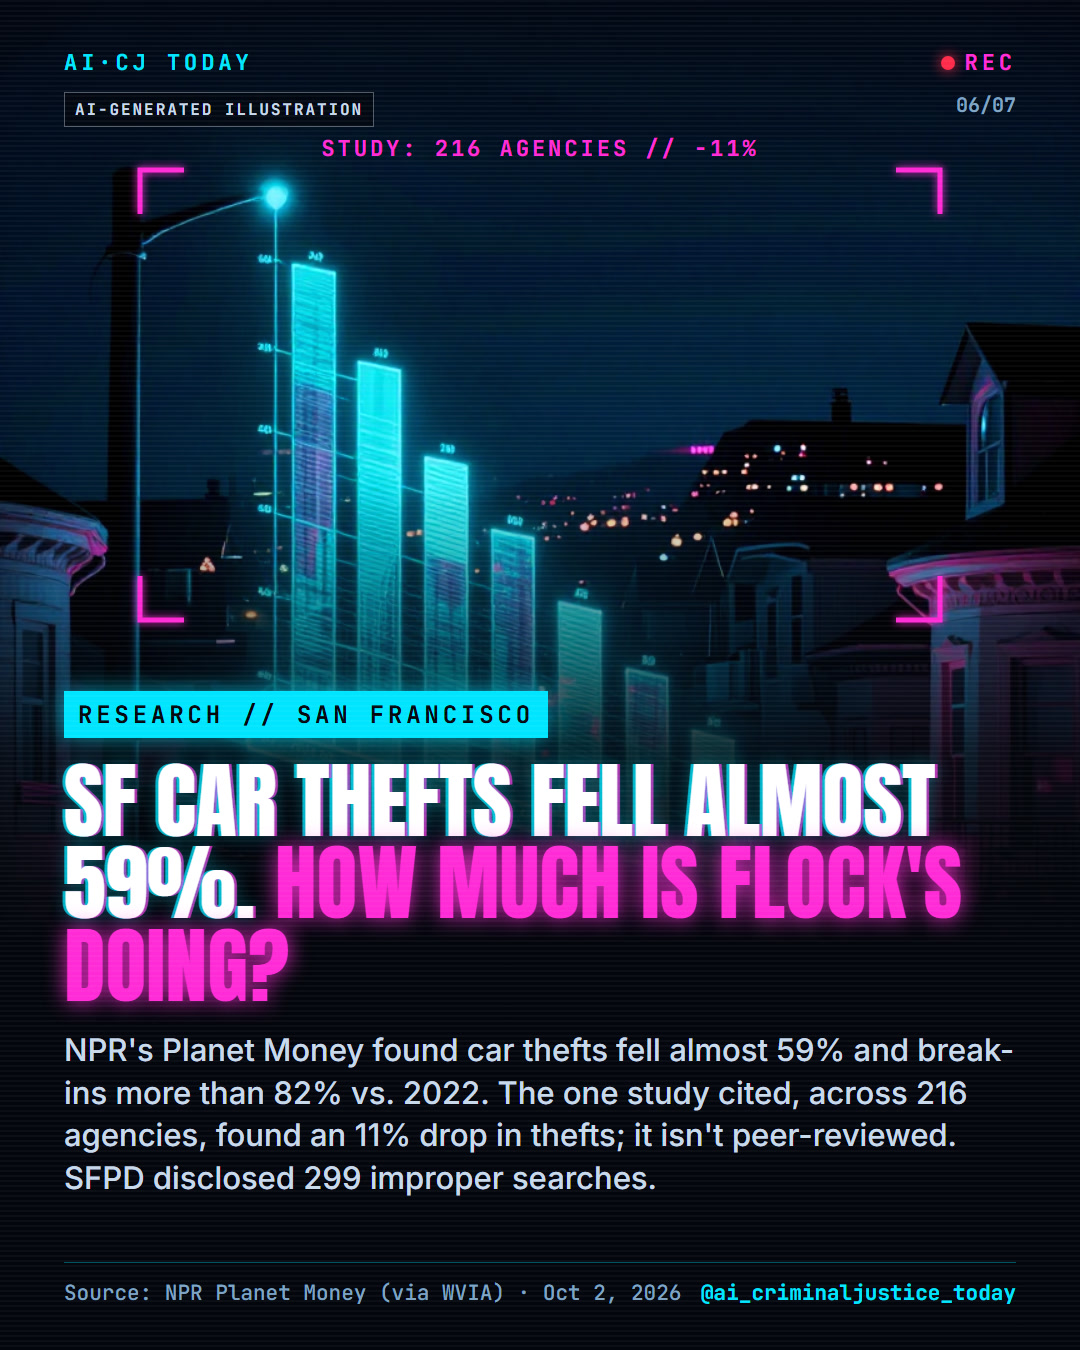 AI·CJ TODAY
REC
AI-GENERATED ILLUSTRATION
06/07
STUDY: 216 AGENCIES // -11%
RESEARCH // SAN FRANCISCO
SF CAR THEFTS FELL ALMOST
59%. HOW MUCH IS FLOCK'S
DOING?
NPR's Planet Money found car thefts fell almost 59% and break-
ins more than 82% vs. 2022. The one study cited, across 216
agencies, found an 11% drop in thefts; it isn't peer-reviewed.
SFPD disclosed 299 improper searches.
Source: NPR Planet Money (via WVIA) · Oct 2, 2026 @ai_criminaljustice_today